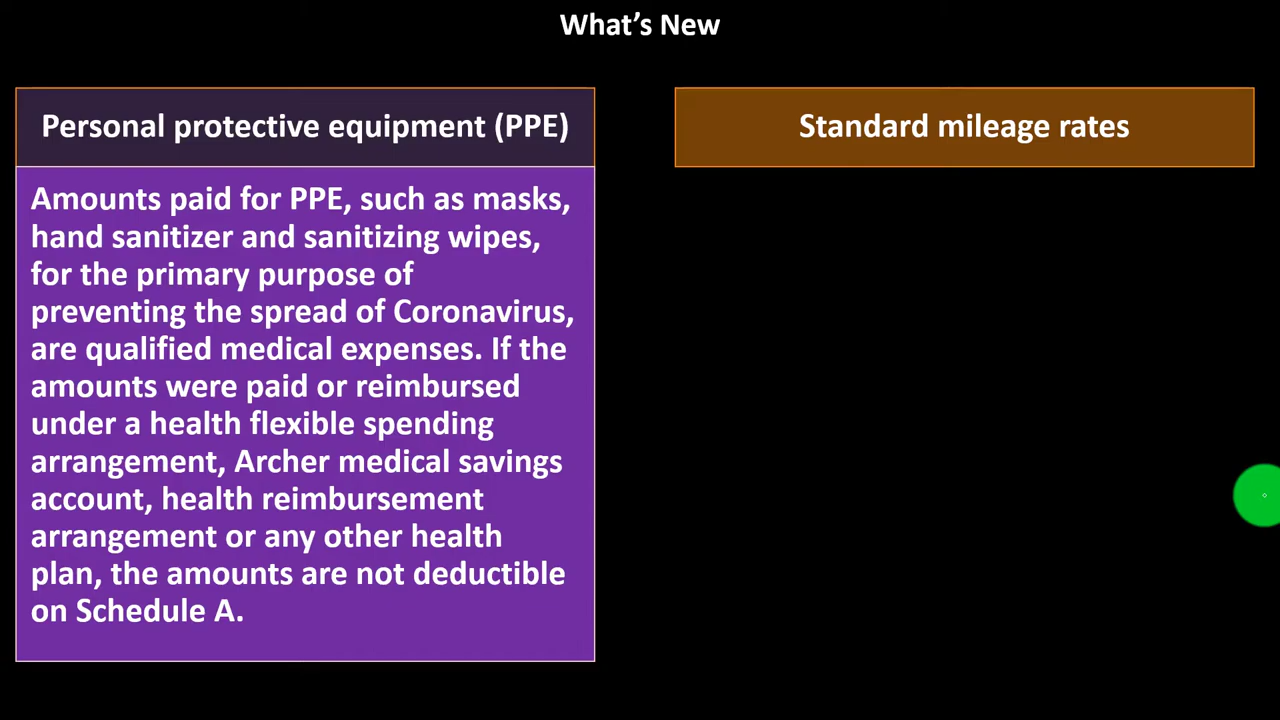 What’s New
Personal protective equipment (PPE)
Amounts paid for PPE, such as masks,
hand sanitizer and sanitizing wipes,
for the primary purpose of
preventing the spread of Coronavirus,
are qualified medical expenses. If the
amounts were paid or reimbursed
under a health flexible spending
arrangement, Archer medical savings
account, health reimbursement
arrangement or any other health
plan, the amounts are not deductible
on Schedule A.
Standard mileage rates